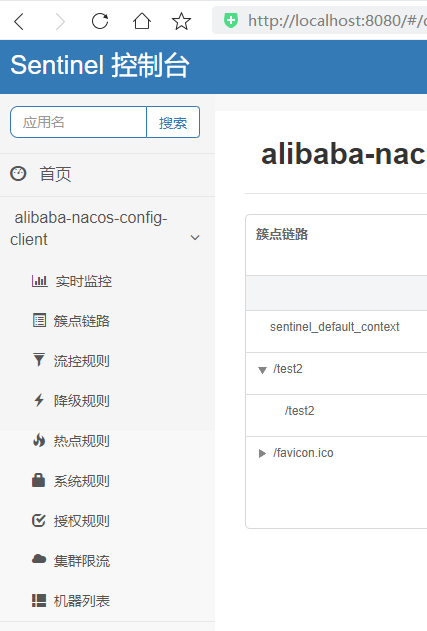 http://localhost:8080/#/
Sentinel 控制台
应用名
搜索
首页
alibaba-nacos-config-
client
实时监控
簇点链路
流控规则
降级规则
热点规则
系统规则
授权规则
集群限流
机器列表
alibaba-nac
簇点链路
sentinel_default_context
/test2
/test2
/favicon.ico